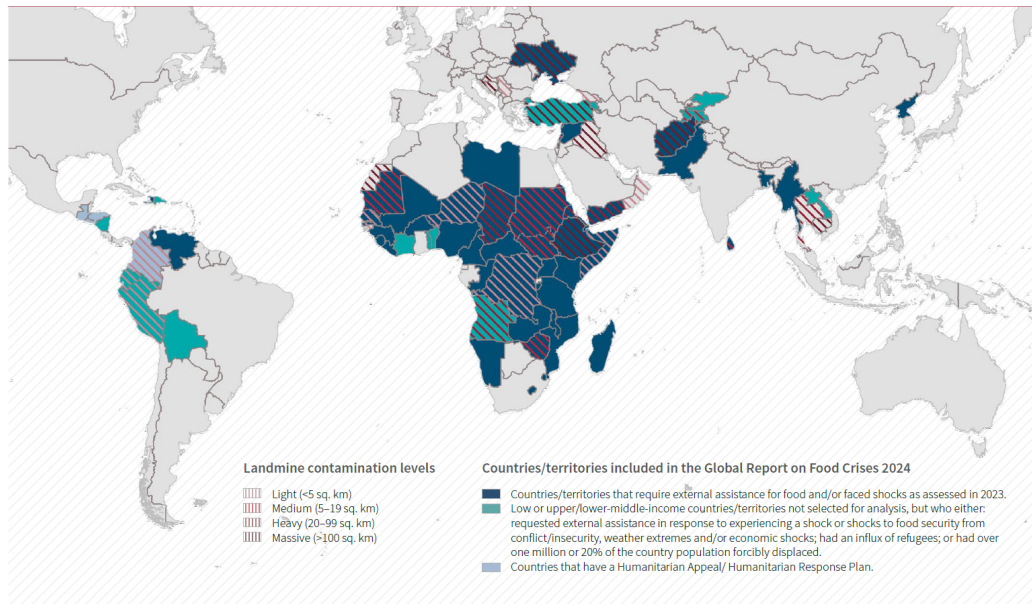 Landmine contamination levels
Light (<5 sq. km)
Medium (5–19 sq. km)
Heavy (20–99 sq. km)
Massive (>100 sq. km)
Countries/territories included in the Global Report on Food Crises 2024
Countries/territories that require external assistance for food and/or faced shocks as assessed in 2023.
Low or upper/lower-middle-income countries/territories not selected for analysis, but who either:
requested external assistance in response to experiencing a shock or shocks to food security from
conflict/insecurity, weather extremes and/or economic shocks; had an influx of refugees; or had over
one million or 20% of the country population forcibly displaced.
Countries that have a Humanitarian Appeal/ Humanitarian Response Plan.